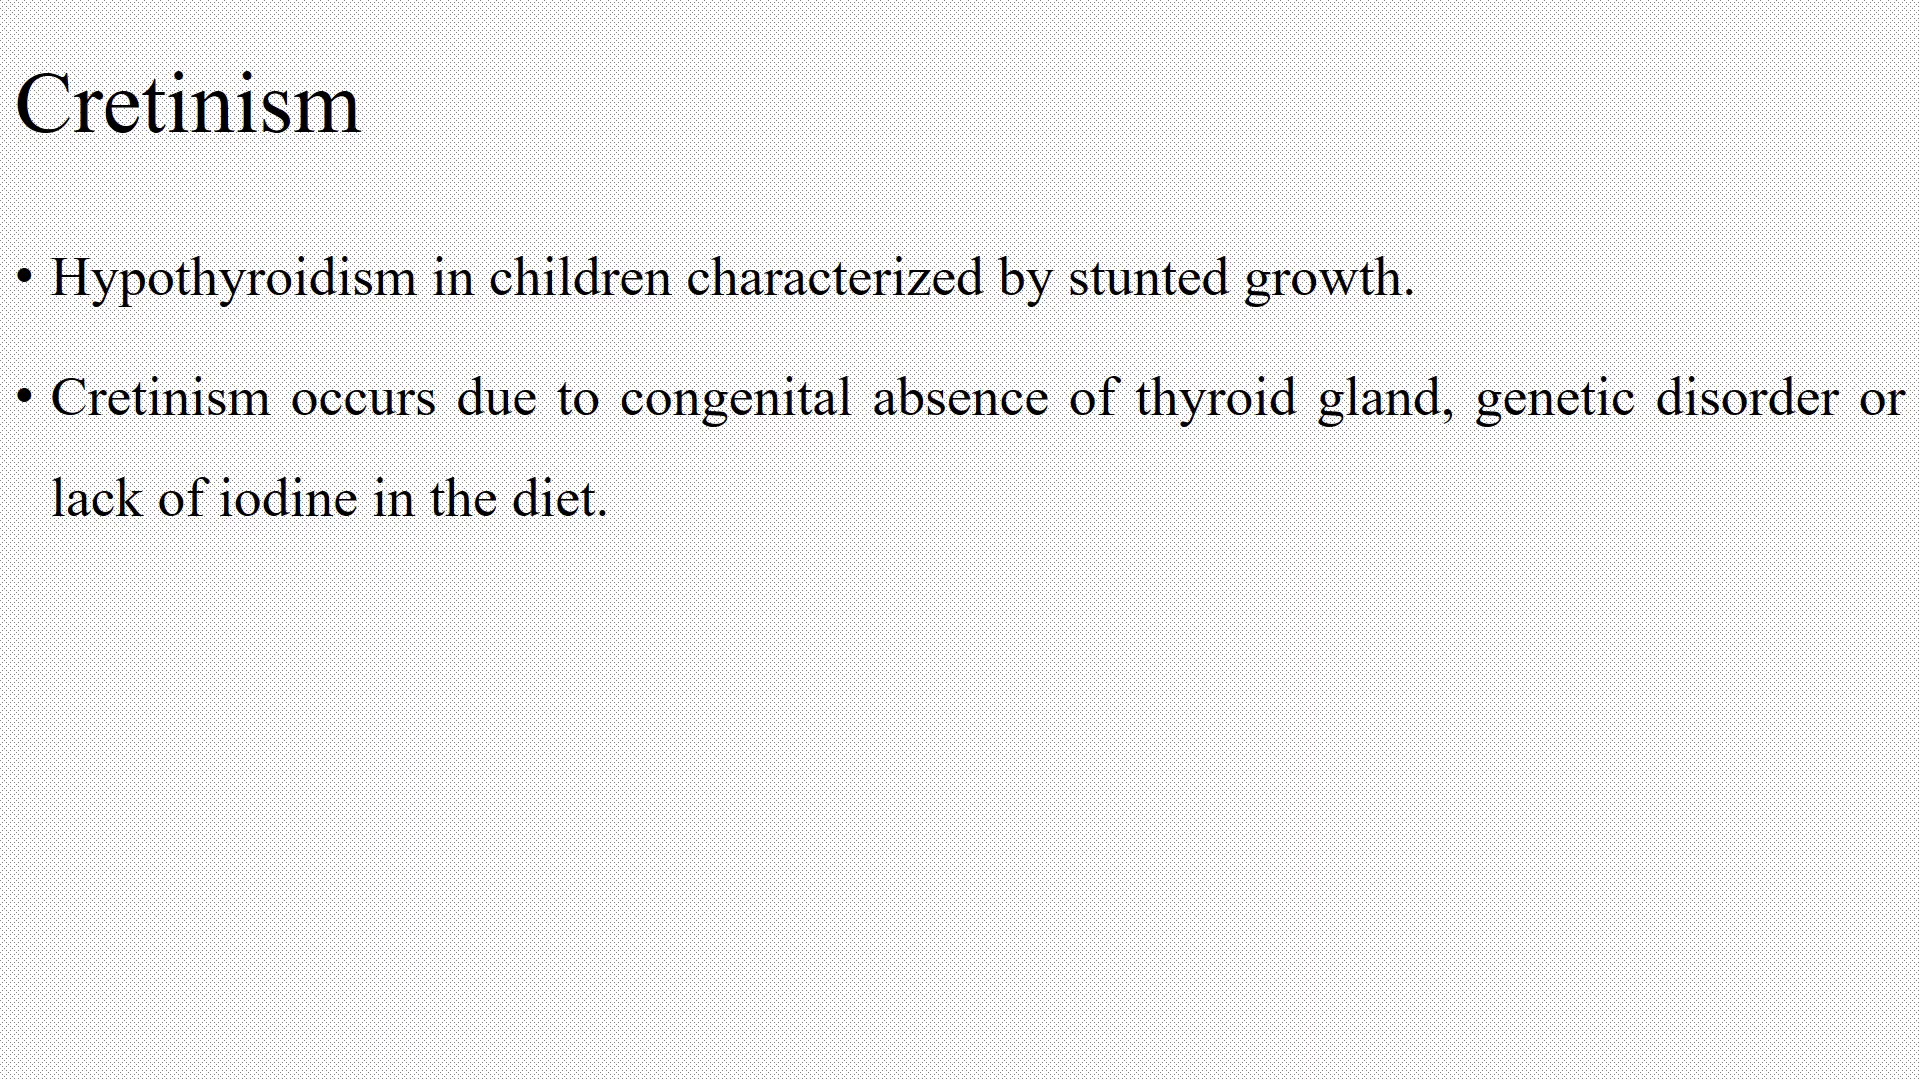 Cretinism
• Hypothyroidism in children characterized by stunted growth.
• Cretinism occurs due to congenital absence of thyroid gland, genetic disorder or
lack of iodine in the diet.